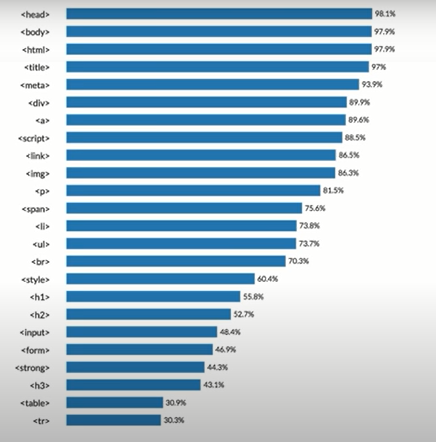 <head> 98.1%
<body> 97.9%
<html> 97.9%
<title> 97%
<meta> 93.9%
<div> 89.9%
<a> 89.6%
<script> 88.5%
<link> 86.5%
<img> 86.3%
<p> 81.5%
<span> 75.6%
<li> 73.8%
<ul> 73.7%
<br> 70.3%
<style> 60.4%
<h1> 55.8%
<h2> 52.7%
<input> 48.4%
<form> 46.9%
<strong> 44.3%
<h3> 43.1%
<table> 30.9%
<tr> 30.3%